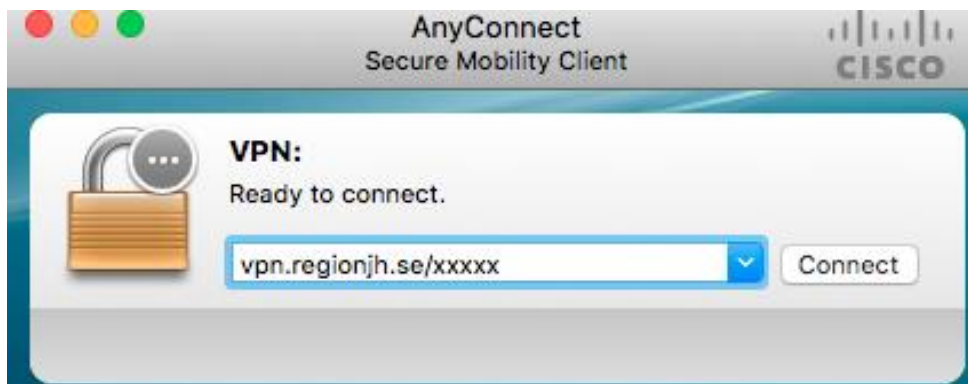 AnyConnect
Secure Mobility Client
CISCO
VPN:
Ready to connect.
vpn.regionjh.se/xxxxx
Connect